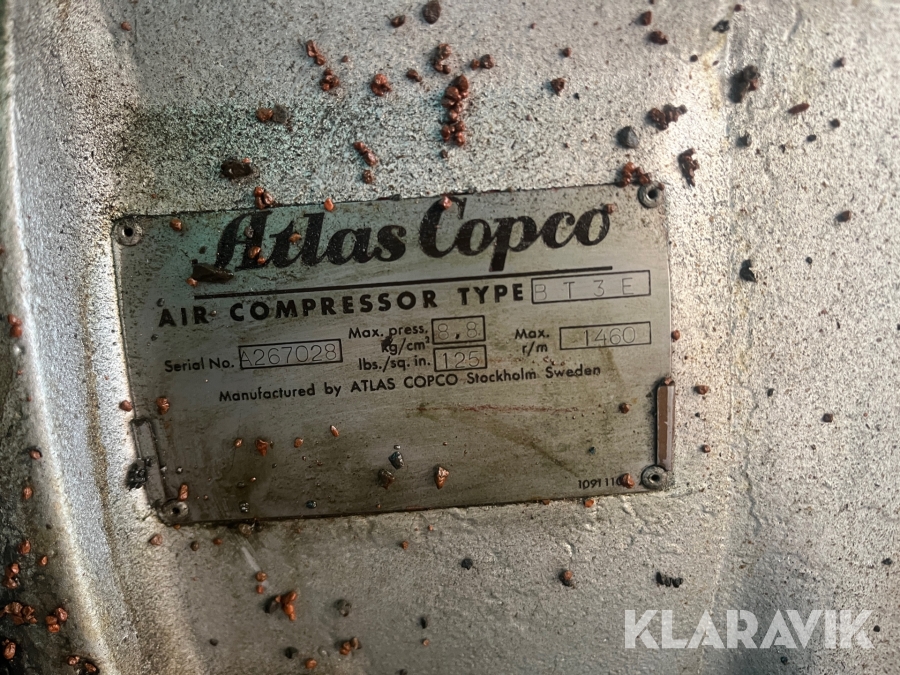 Atlas Copco
AIR COMPRESSOR TYPE BT3E
Serial No. A267028 Max. press. kg/cm² 8,8 Max. r/m 1460
lbs./sq. in. 125
Manufactured by ATLAS COPCO Stockholm Sweden
KLARAVIK